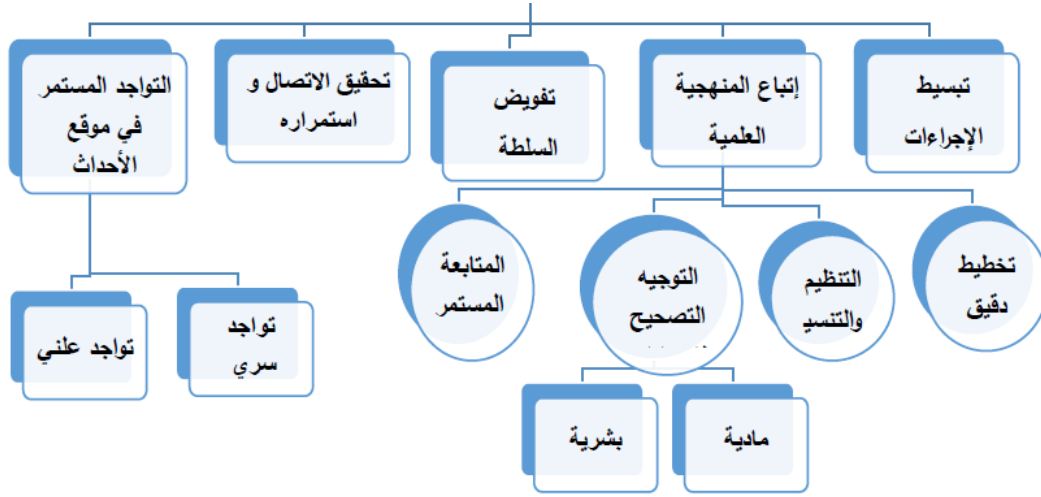 تبسيط
الإجراءات
إتباع المنهجية
العلمية
تفويض
السلطة
تحقيق الاتصال و
استمراره
التواجد المستمر
في موقع
الأحداث
تخطيط
دقيق
التنظيم
والتنسيـ
التوجيه
التصحيح
المتابعة
المستمر
تواجد
سري
تواجد علني
مادية
بشرية